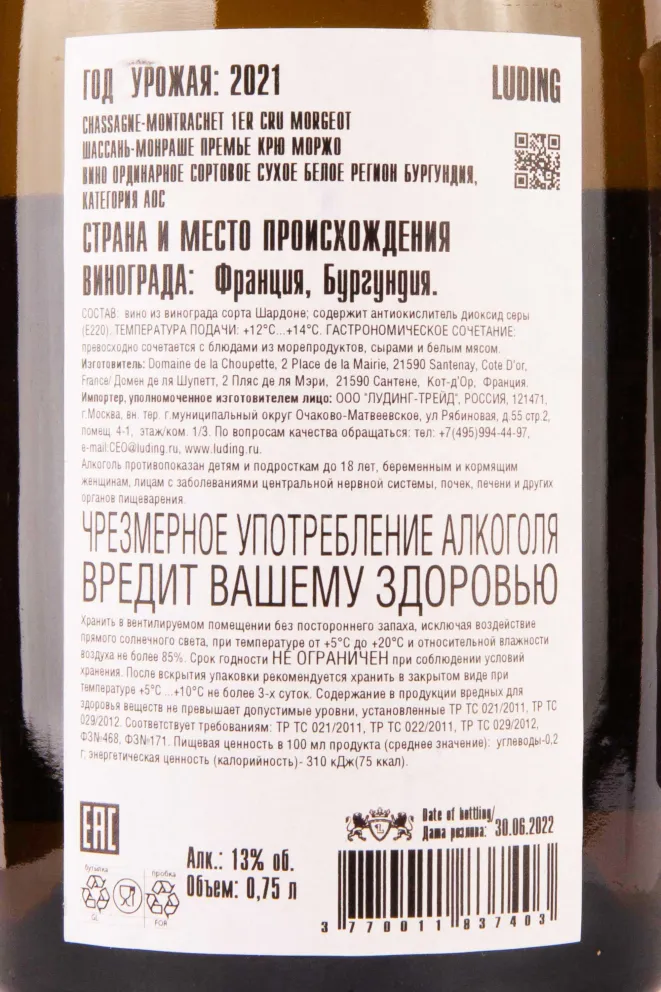 ГОД УРОЖАЯ: 2021
LUDING
CHASSAGNE-MONTRACHET 1ER CRU MORGEOT
ШАССАНЬ-МОНРАШЕ ПРЕМЬЕ КРЮ МОРЖО
ВИНО ОРДИНАРНОЕ СОРТОВОЕ СУХОЕ БЕЛОЕ РЕГИОН БУРГУНДИЯ,
КАТЕГОРИЯ АОС
СТРАНА И МЕСТО ПРОИСХОЖДЕНИЯ
ВИНОГРАДА: Франция, Бургундия.
СОСТАВ: вино из винограда сорта Шардоне; содержит антиокислитель диоксид серы
(Е220). ТЕМПЕРАТУРА ПОДАЧИ: +12°С...+14°С. ГАСТРОНОМИЧЕСКОЕ СОЧЕТАНИЕ:
превосходно сочетается с блюдами из морепродуктов, сырами и белым мясом.
Изготовитель: Domaine de la Choupette, 2 Place de la Mairie, 21590 Santenay, Cote D'or,
France/ Домен де ля Шупетт, 2 Пляс де ля Мэри, 21590 Сантене, Кот-д'Ор, Франция.
Импортер, уполномоченное изготовителем лицо: ООО "ЛУДИНГ-ТРЕЙД", РОССИЯ, 121471,
г.Москва, вн. тер. г.муниципальный округ Очаково-Матвеевское, ул Рябиновая, д.55 стр.2,
помещ. 4-1, этаж/ком. 1/3. По вопросам качества обращаться: тел: +7(495)994-44-97,
e-mail:CEO@luding.ru, www.luding.ru.
Алкоголь противопоказан детям и подросткам до 18 лет, беременным и кормящим
женщинам, лицам с заболеваниями центральной нервной системы, почек, печени и других
органов пищеварения.
ЧРЕЗМЕРНОЕ УПОТРЕБЛЕНИЕ АЛКОГОЛЯ
ВРЕДИТ ВАШЕМУ ЗДОРОВЬЮ
Хранить в вентилируемом помещении без постороннего запаха, исключая воздействие
прямого солнечного света, при температуре от +5°С до +20°С и относительной влажности
воздуха не более 85%. Срок годности НЕ ОГРАНИЧЕН при соблюдении условий
хранения. После вскрытия упаковки рекомендуется хранить в закрытом виде при
температуре +5°С ...+10°С не более 3-х суток. Содержание в продукции вредных для
здоровья веществ не превышает допустимые уровни, установленные ТР ТС 021/2011, ТР ТС
029/2012. Соответствует требованиям: ТР ТС 021/2011, ТР ТС 022/2011, ТР ТС 029/2012,
ФЗ№468, ФЗ№171. Пищевая ценность в 100 мл продукта (среднее значение): углеводы-0,2
г; энергетическая ценность (калорийность)- 310 кДж(75 ккал).
EAC
Date of bottling/
Дата розлива: 30.06.2022
бутылка
пробка
GL
FOR
Алк.: 13% об.
Объем: 0,75 л
3 770011 837403